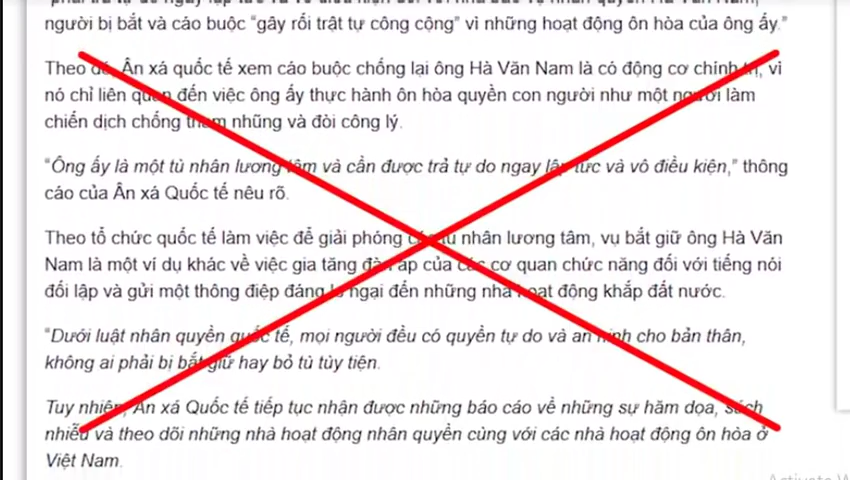 người bị bắt và cáo buộc “gây rối trật tự công cộng” vì những hoạt động ôn hòa của ông ấy.”
Theo đó, Ân xá quốc tế xem cáo buộc chống lại ông Hà Văn Nam là có động cơ chính trị, vì
nó chỉ liên quan đến việc ông ấy thực hành ôn hòa quyền con người như một người làm
chiến dịch chống tham nhũng và đòi công lý.
“Ông ấy là một tù nhân lương tâm và cần được trả tự do ngay lập tức và vô điều kiện,” thông
cáo của Ân xá Quốc tế nêu rõ.
Theo tổ chức quốc tế làm việc để giải phóng các tù nhân lương tâm, vụ bắt giữ ông Hà Văn
Nam là một ví dụ khác về việc gia tăng đàn áp của các cơ quan chức năng đối với tiếng nói
đối lập và gửi một thông điệp đáng lo ngại đến những nhà hoạt động khắp đất nước.
“Dưới luật nhân quyền quốc tế, mọi người đều có quyền tự do và an ninh cho bản thân,
không ai phải bị bắt giữ hay bỏ tù tùy tiện.
Tuy nhiên, Ân xá Quốc tế tiếp tục nhận được những báo cáo về những sự hăm dọa, sách
nhiễu và theo dõi những nhà hoạt động nhân quyền cùng với các nhà hoạt động ôn hòa ở
Việt Nam.